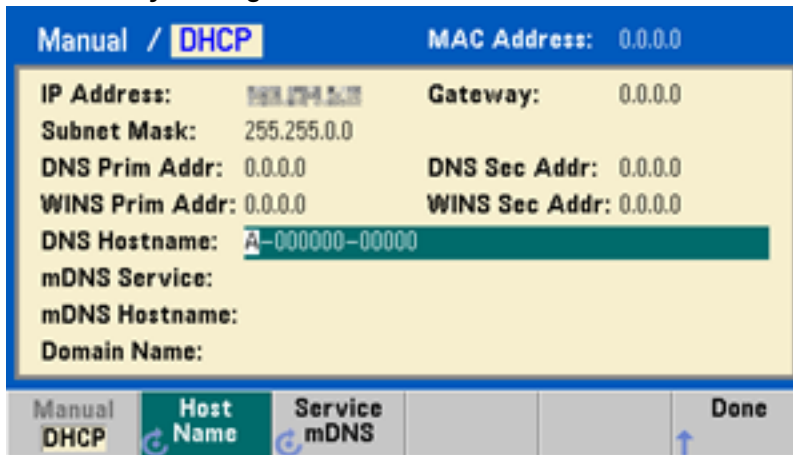 Manual / DHCP MAC Address: 0.0.0.0
IP Address: Gateway: 0.0.0.0
Subnet Mask: 255.255.0.0
DNS Prim Addr: 0.0.0.0 DNS Sec Addr: 0.0.0.0
WINS Prim Addr: 0.0.0.0 WINS Sec Addr: 0.0.0.0
DNS Hostname: A-000000-00000
mDNS Service:
mDNS Hostname:
Domain Name:
Manual Host Service Done
DHCP Name mDNS